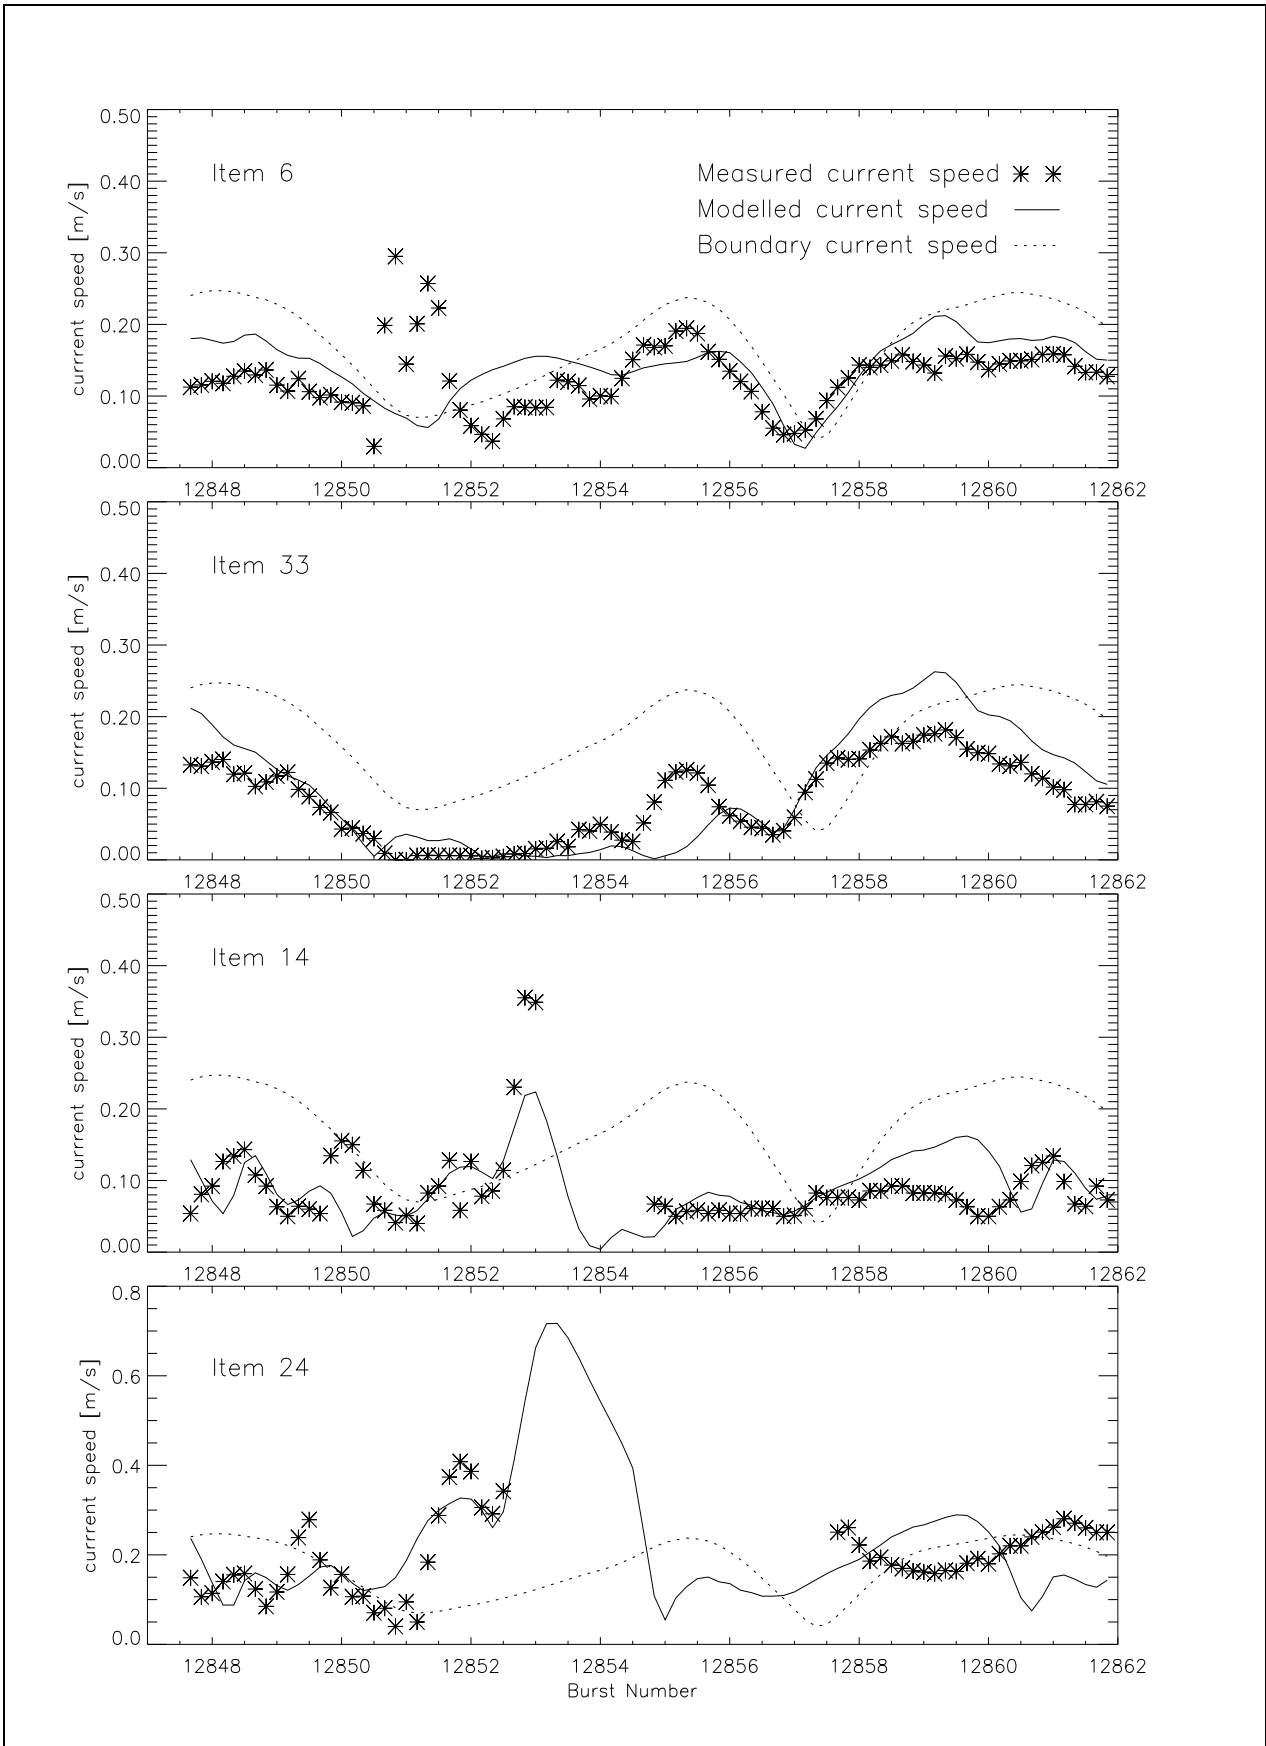 0.50
Item 6
Measured current speed
0.40
Modelled current speed
Boundary current speed
0.30
0.20
0.10
0.00
currrent speed [m/s]
12848 12850 12852 12854 12856 12858 12860 12862
0.50
Item 33
0.40
0.30
0.20
0.10
0.00
currrent speed [m/s]
12848 12850 12852 12854 12856 12858 12860 12862
0.50
Item 14
0.40
0.30
0.20
0.10
0.00
currrent speed [m/s]
12848 12850 12852 12854 12856 12858 12860 12862
0.8
Item 24
0.6
0.4
0.2
0.0
currrent speed [m/s]
12848 12850 12852 12854 12856 12858 12860 12862
Burst Number